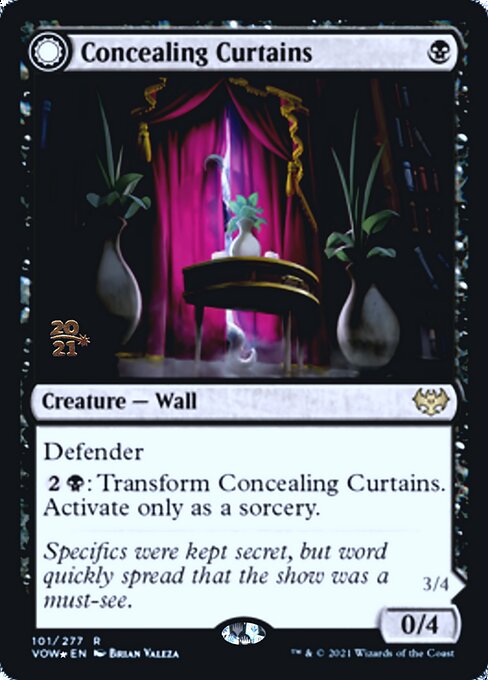 Concealing Curtains
20
21
Creature — Wall
Defender
2: Transform Concealing Curtains.
Activate only as a sorcery.
Specifics were kept secret, but word
quickly spread that the show was a
must-see.
3/4
0/4
101/277 R
VOW★EN Brian Valeza
™ & © 2021 Wizards of the Coast